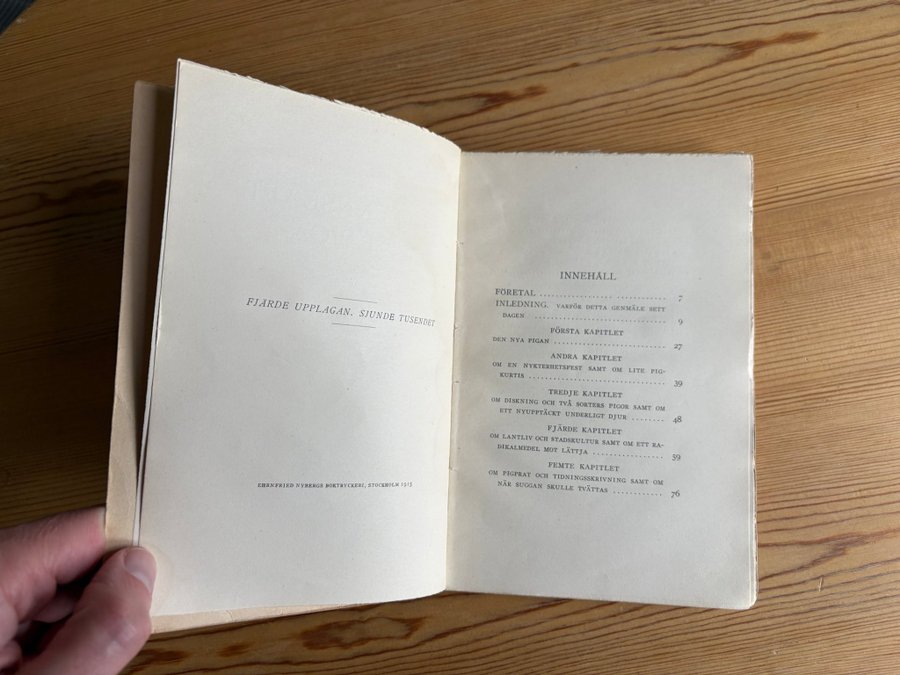 FJÄRDE UPPLAGAN. SJUNDE TUSENDET
EHRNFRIED NYBERGS BOKTRYCKERI, STOCKHOLM 1915
INNEHÅLL
FÖRETAL .................. 7
INLEDNING. VARFÖR DETTA GENMÄLE SETT
DAGEN .................. 9
FÖRSTA KAPITLET
DEN NYA PIGAN .................. 27
ANDRA KAPITLET
OM EN NYKTERHETSFEST SAMT OM LITE PIG-
KURTIS .................. 39
TREDJE KAPITLET
OM DISKNING OCH TVÅ SORTERS PIGOR SAMT OM
ETT NYUPPTÄCKT UNDERLIGT DJUR ........ 48
FJÄRDE KAPITLET
OM LANTLIV OCH STADSKULTUR SAMT OM ETT RA-
DIKALMEDEL MOT LÄTTJA .................. 59
FEMTE KAPITLET
OM PIGPRAT OCH TIDNINGSSKRIVNING SAMT OM
NÄR SUGGAN SKULLE TVÄTTAS ............ 76